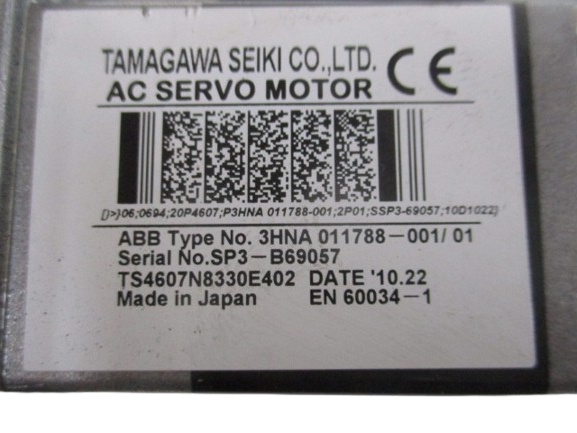 TAMAGAWA SEIKI CO.,LTD.
AC SERVO MOTOR
CE
[)>}06;0694;20P4607;P3HNA 011788-001;2P01;SSP3-69057;10D1022}
ABB Type No. 3HNA 011788-001/ 01
Serial No.SP3-B69057
TS4607N8330E402 DATE '10.22
Made in Japan EN 60034-1